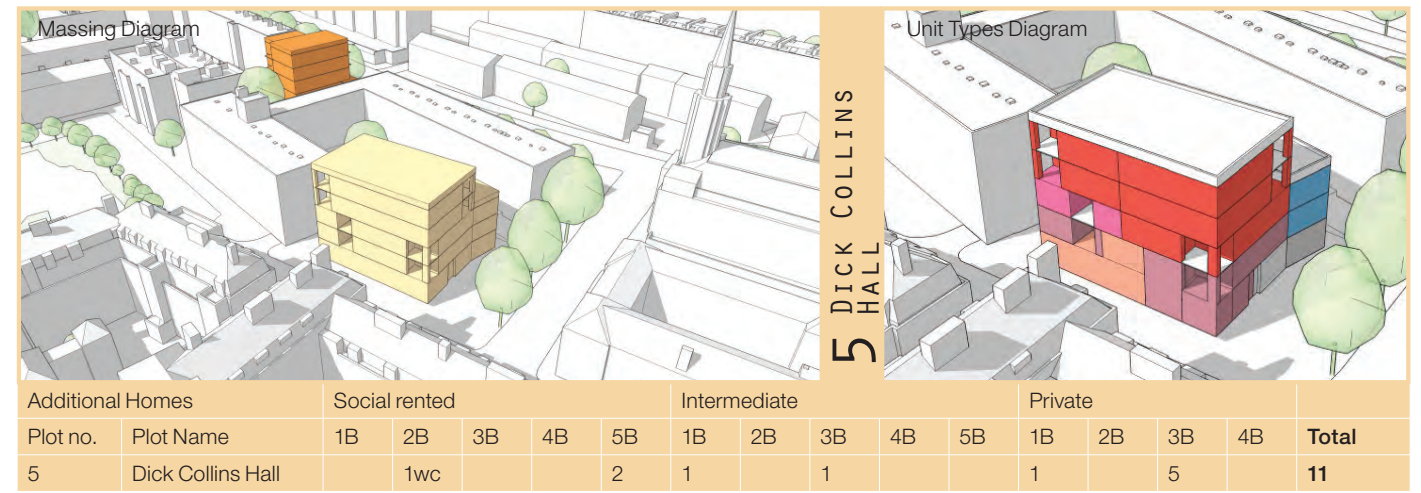 Massing Diagram
5 DICK COLLINS
HALL
Unit Types Diagram
Additional Homes Social rented Intermediate Private
Plot no. Plot Name 1B 2B 3B 4B 5B 1B 2B 3B 4B 5B 1B 2B 3B 4B Total
5 Dick Collins Hall 1wc 2 1 1 1 5 11